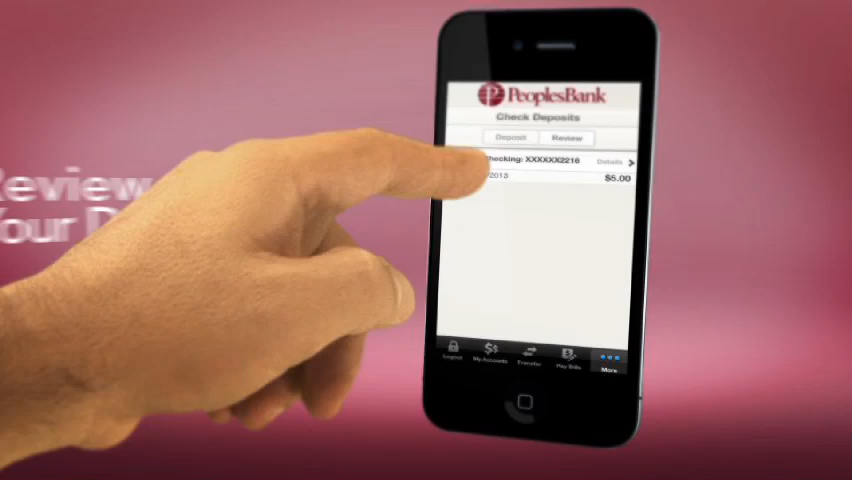 Review
Your
PEOPLESBANK
Check Deposits
Deposit
Review
Checking: XXXXXX2216
Details
/2013
$5.00
Logout
My Accounts
Transfer
Pay Bills
More